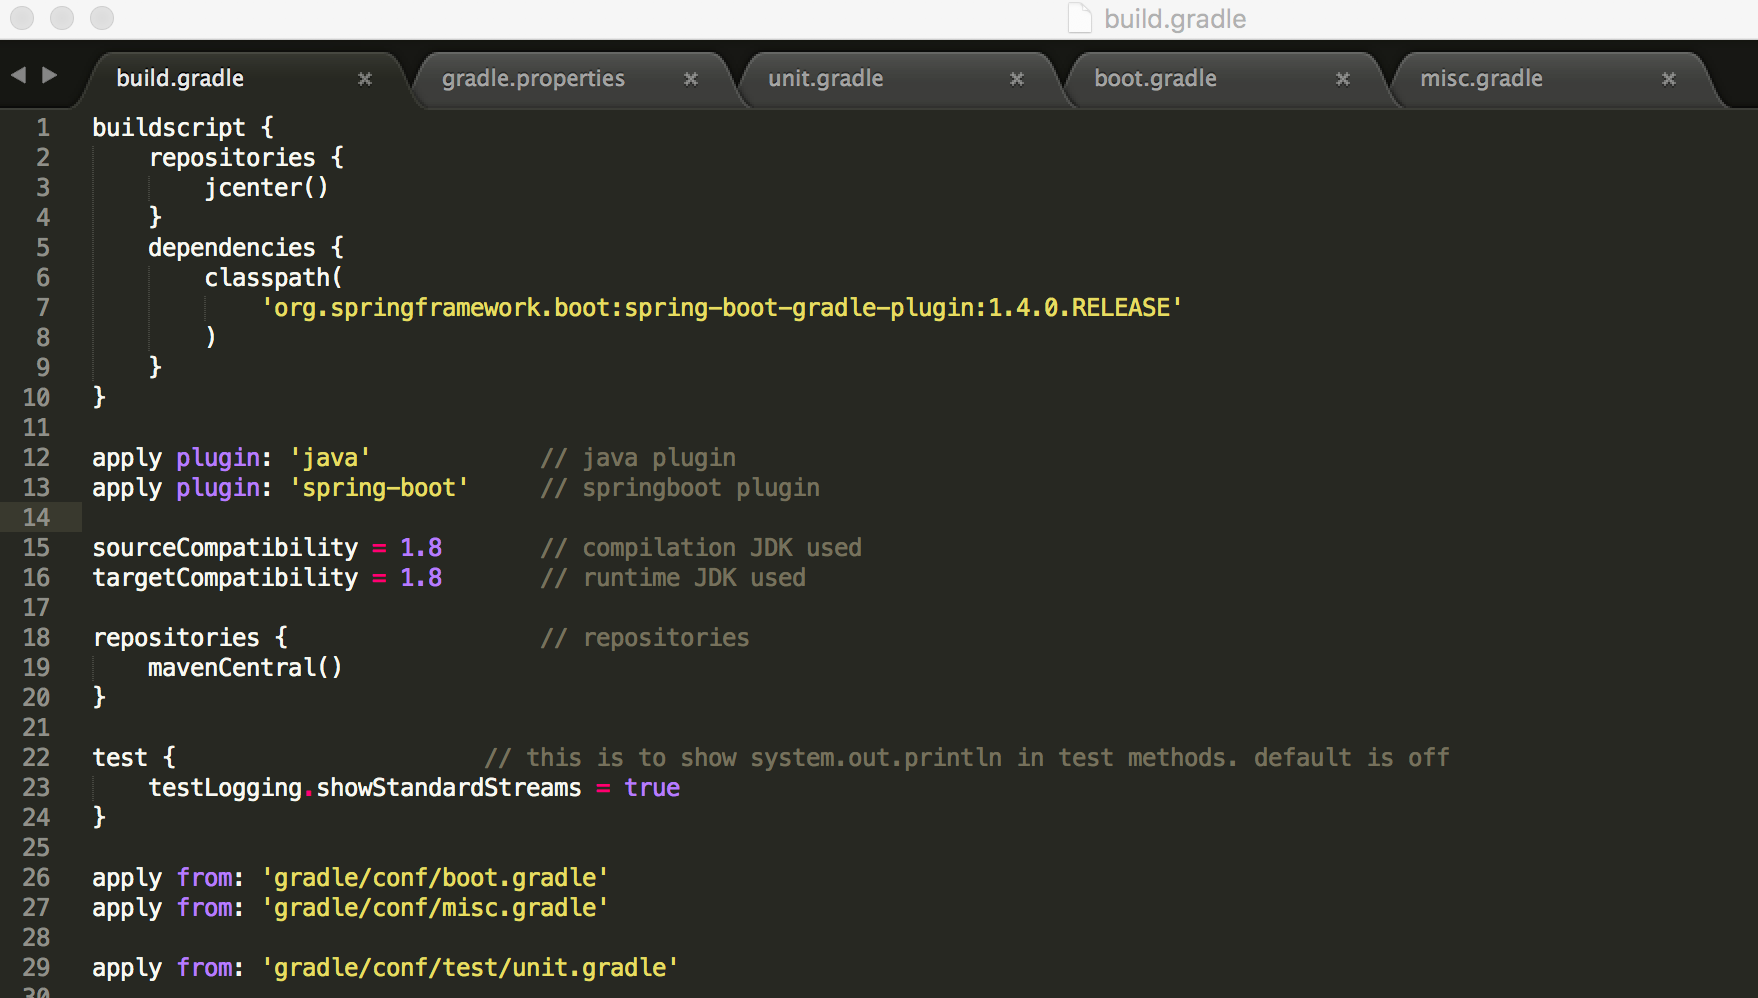 build.gradle
build.gradle × gradle.properties × unit.gradle × boot.gradle × misc.gradle ×
1 buildscript {
2     repositories {
3         jcenter()
4     }
5     dependencies {
6         classpath(
7             'org.springframework.boot:spring-boot-gradle-plugin:1.4.0.RELEASE'
8         )
9     }
10 }
11
12 apply plugin: 'java'            // java plugin
13 apply plugin: 'spring-boot'     // springboot plugin
14
15 sourceCompatibility = 1.8       // compilation JDK used
16 targetCompatibility = 1.8       // runtime JDK used
17
18 repositories {                  // repositories
19     mavenCentral()
20 }
21
22 test {                      // this is to show system.out.println in test methods. default is off
23     testLogging.showStandardStreams = true
24 }
25
26 apply from: 'gradle/conf/boot.gradle'
27 apply from: 'gradle/conf/misc.gradle'
28
29 apply from: 'gradle/conf/test/unit.gradle'
30